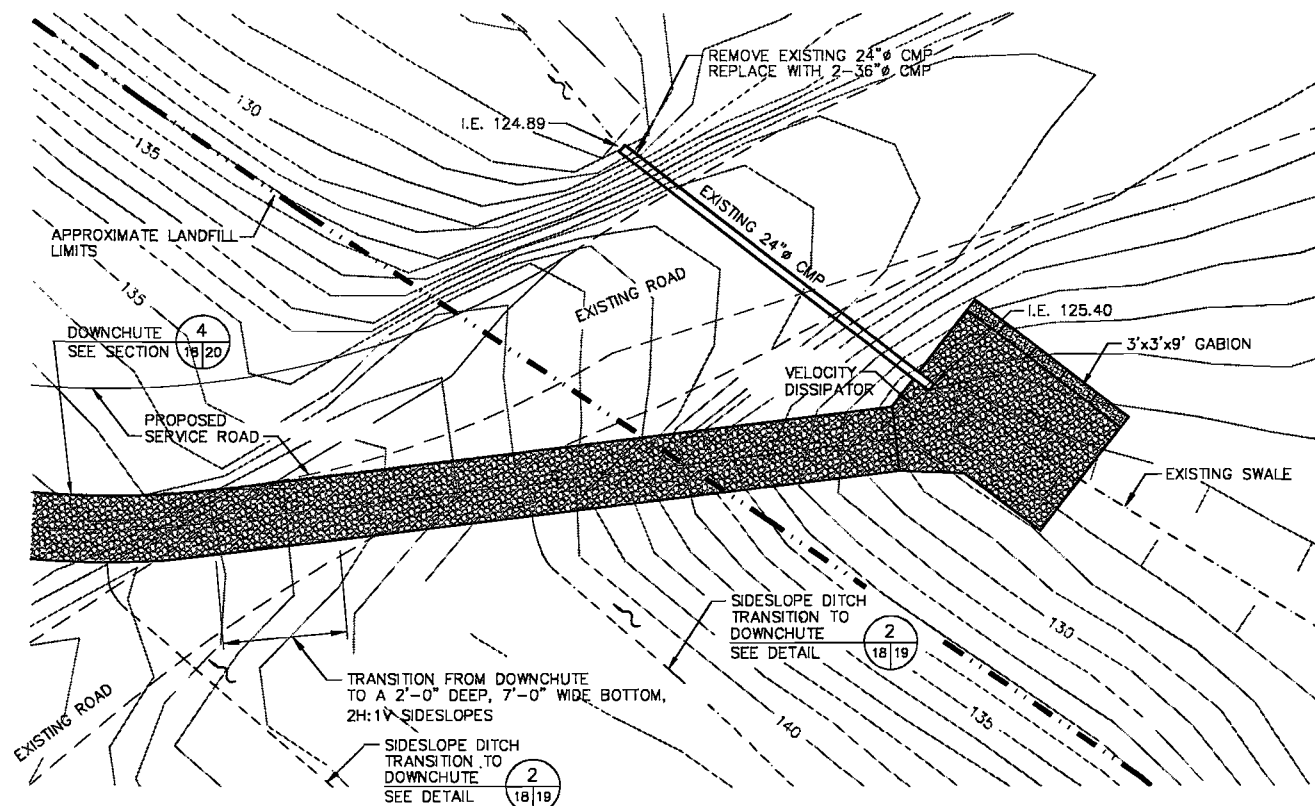 REMOVE EXISTING 24"ø CMP
REPLACE WITH 2-36"ø CMP
130
I.E. 124.89
135
EXISTING 24"ø CMP
APPROXIMATE LANDFILL
LIMITS
EXISTING ROAD
135
I.E. 125.40
DOWNCHUTE
SEE SECTION
4
18 20
3'x3'x9' GABION
VELOCITY
DISSIPATOR
PROPOSED
SERVICE ROAD
EXISTING SWALE
SIDESLOPE DITCH
TRANSITION TO
DOWNCHUTE
SEE DETAIL
2
18 19
130
TRANSITION FROM DOWNCHUTE
TO A 2'-0" DEEP, 7'-0" WIDE BOTTOM,
2H:1V SIDESLOPES
EXISTING ROAD
140
135
SIDESLOPE DITCH
TRANSITION TO
DOWNCHUTE
SEE DETAIL
2
18 19